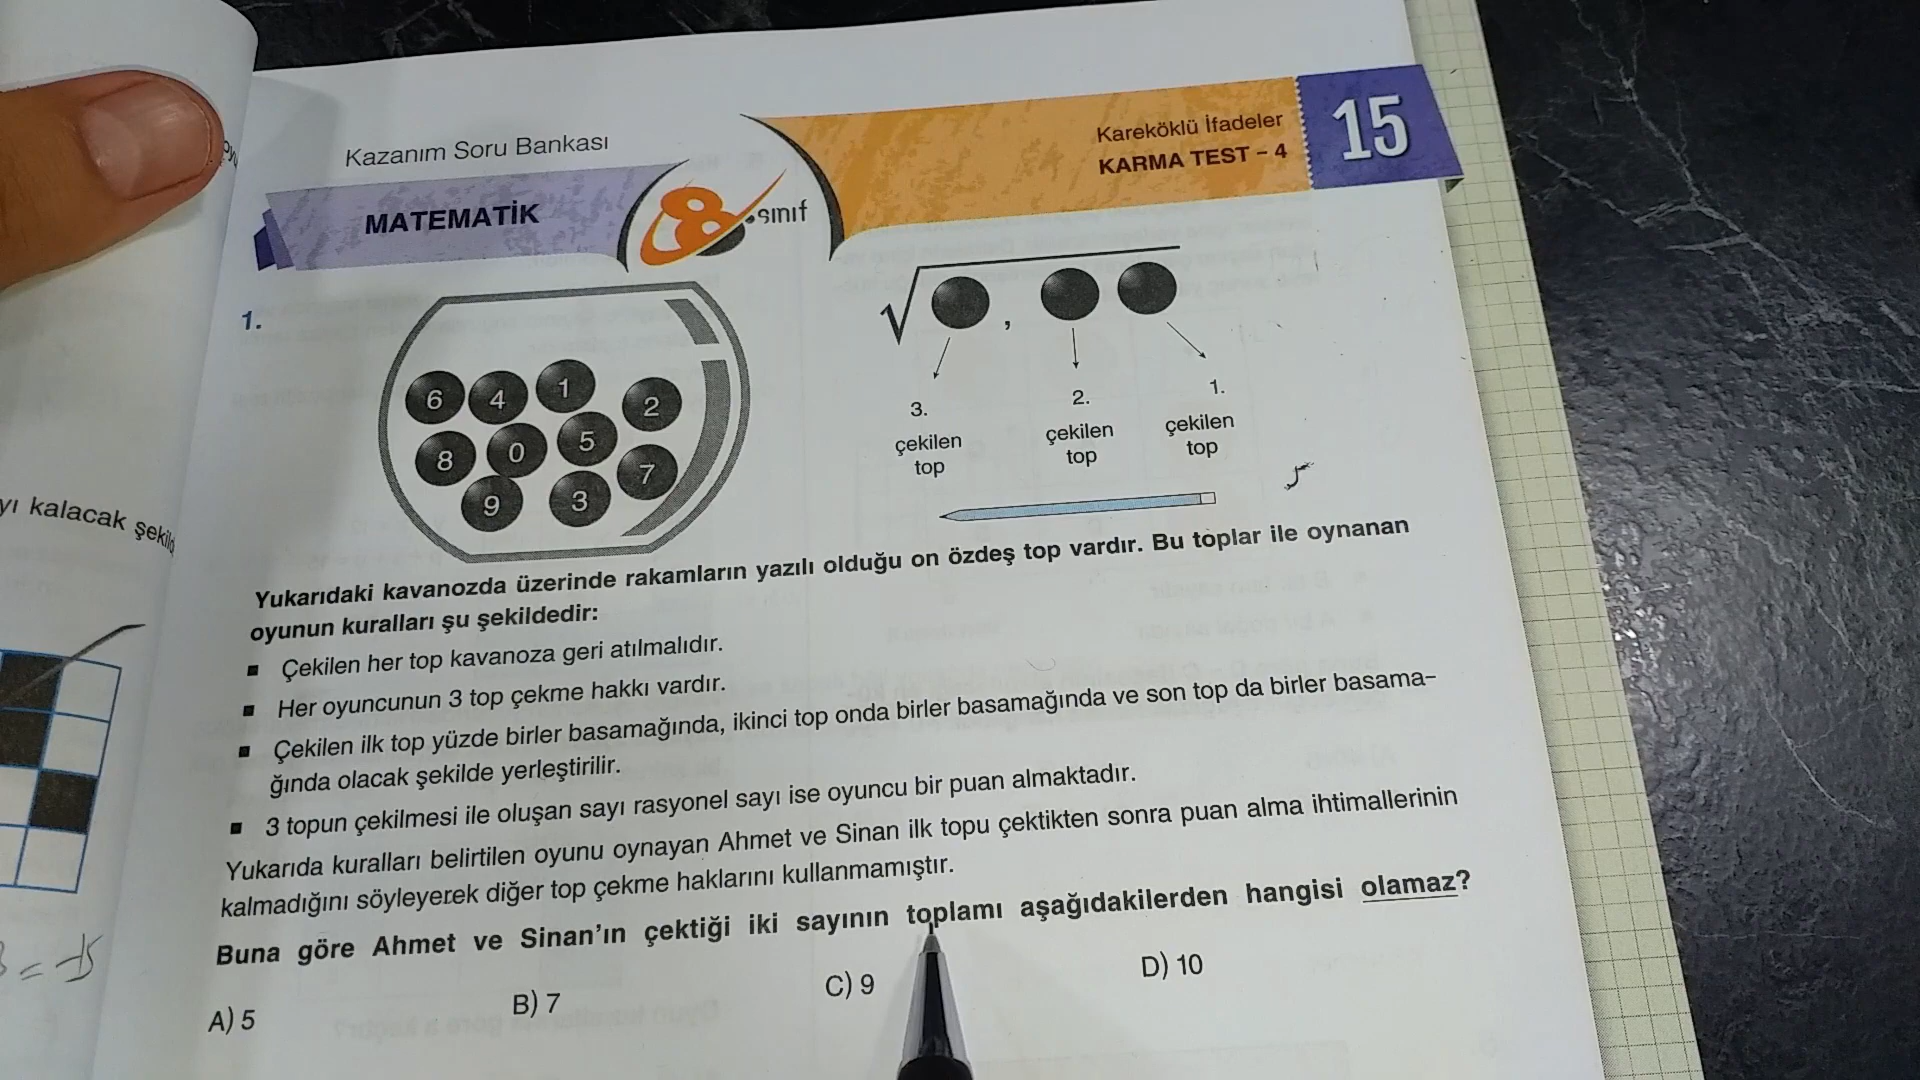 Kazanım Soru Bankası
MATEMATİK
8.sınıf
Kareköklü İfadeler
KARMA TEST – 4
15
1.
6 4 1 2
8 0 5 7
9 3
√ ,
3. çekilen top
2. çekilen top
1. çekilen top
Yukarıdaki kavanozda üzerinde rakamların yazılı olduğu on özdeş top vardır. Bu toplar ile oynanan
oyunun kuralları şu şekildedir:
▪ Çekilen her top kavanoza geri atılmalıdır.
▪ Her oyuncunun 3 top çekme hakkı vardır.
▪ Çekilen ilk top yüzde birler basamağında, ikinci top onda birler basamağında ve son top da birler basama-
ğında olacak şekilde yerleştirilir.
▪ 3 topun çekilmesi ile oluşan sayı rasyonel sayı ise oyuncu bir puan almaktadır.
Yukarıda kuralları belirtilen oyunu oynayan Ahmet ve Sinan ilk topu çektikten sonra puan alma ihtimallerinin
kalmadığını söyleyerek diğer top çekme haklarını kullanmamıştır.
Buna göre Ahmet ve Sinan'ın çektiği iki sayının toplamı aşağıdakilerden hangisi olamaz?
A) 5
B) 7
C) 9
D) 10
yı kalacak